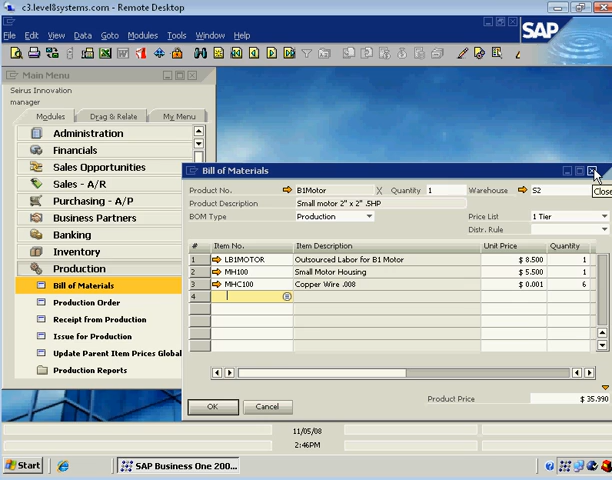 c3.level8systems.com - Remote Desktop
File Edit View Data Goto Modules Tools Window Help
SAP
Main Menu
Seirus Innovation
manager
Modules Drag & Relate My Menu
Administration
Financials
Sales Opportunities
Sales - A/R
Purchasing - A/P
Business Partners
Banking
Inventory
Production
Bill of Materials
Production Order
Receipt from Production
Issue for Production
Update Parent Item Prices Global
Production Reports
Bill of Materials
Close
Product No. B1Motor X Quantity 1 Warehouse S2
Product Description Small motor 2" x 2" .5HP
BOM Type Production Price List 1 Tier
Distr. Rule
# Item No. Item Description Unit Price Quantity
1 LB1MOTOR Outsourced Labor for B1 Motor $ 8.500 1
2 MH100 Small Motor Housing $ 5.500 1
3 MHC100 Copper Wire .008 $ 0.001 6
4
Product Price $ 35.990
OK Cancel
11/05/08
2:46PM
Start SAP Business One 200... 2:46 PM